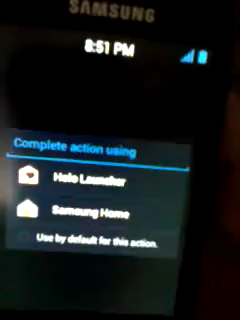 SAMSUNG
8:51 PM
Complete action using
Holo Launcher
Samsung Home
Use by default for this action.